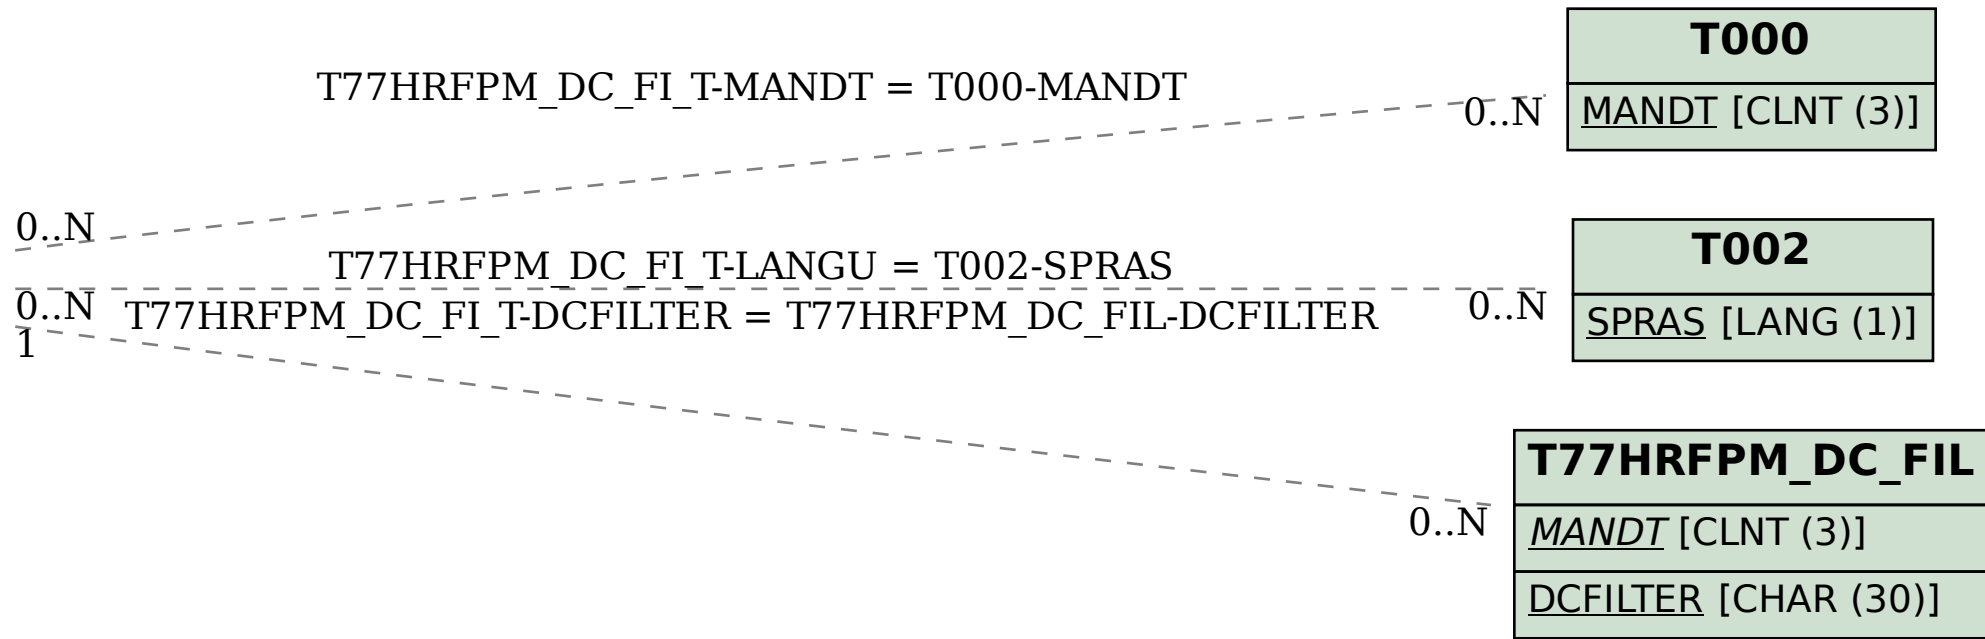 T000
T77HRFPM_DC_FI_T-MANDT = T000-MANDT
0..N
MANDT [CLNT (3)]
0..N
T002
T77HRFPM_DC_FI_T-LANGU = T002-SPRAS
0..N
0..N
SPRAS [LANG (1)]
T77HRFPM_DC_FI_T-DCFILTER = T77HRFPM_DC_FIL-DCFILTER
1
T77HRFPM_DC_FIL
0..N
MANDT [CLNT (3)]
DCFILTER [CHAR (30)]